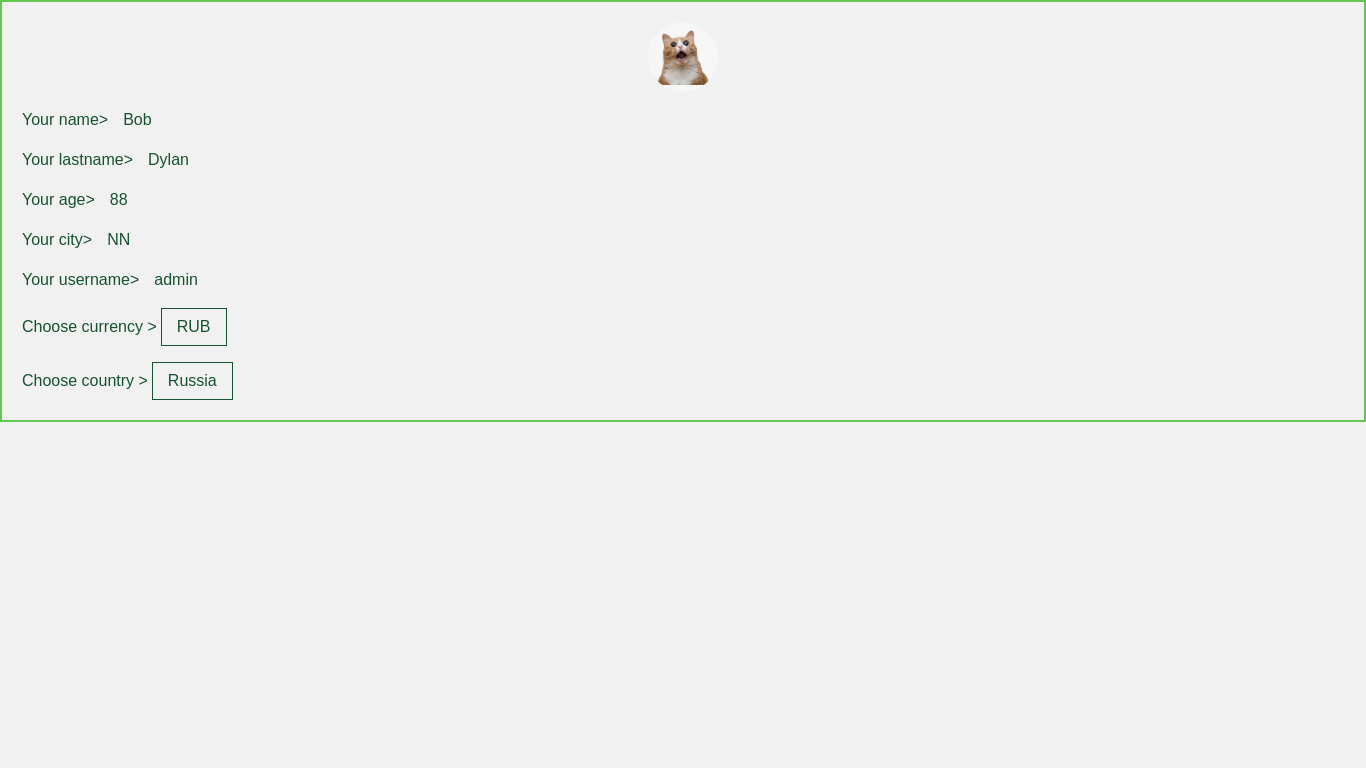 Your name> Bob
Your lastname> Dylan
Your age> 88
Your city> NN
Your username> admin
Choose currency > RUB
Choose country > Russia